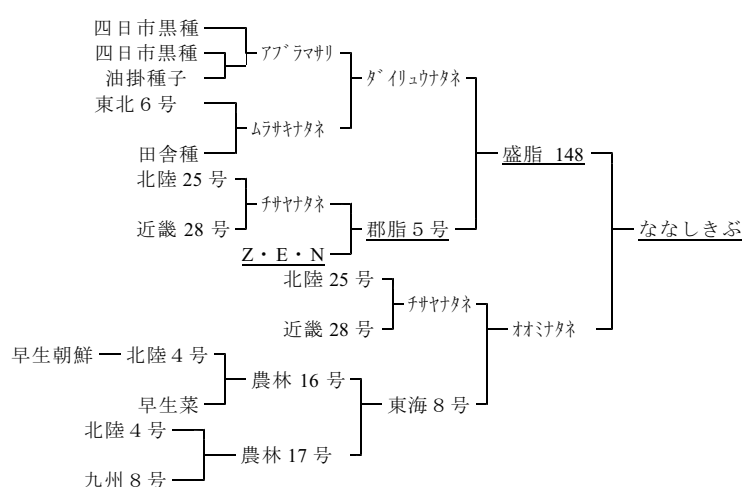 四日市黒種
四日市黒種
アブラマサリ
油掛種子
ダイリュウナタネ
東北６号
ムラサキナタネ
田舎種
盛脂 148
北陸 25 号
チサヤナタネ
近畿 28 号
郡脂５号
ななしきぶ
Z・E・N
北陸 25 号
チサヤナタネ
近畿 28 号
オオミナタネ
早生朝鮮
北陸４号
農林 16 号
早生菜
東海８号
北陸４号
農林 17 号
九州８号